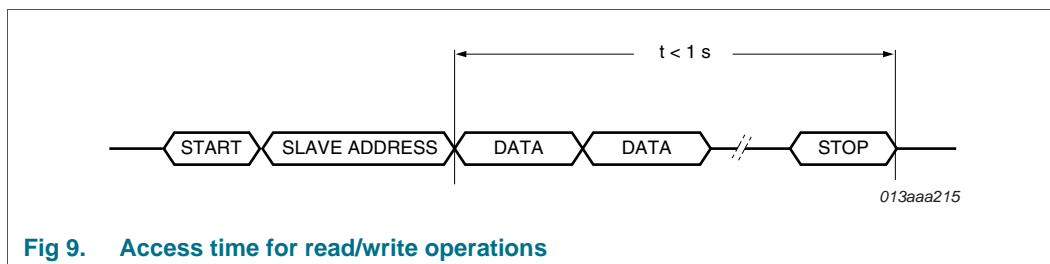 t < 1 s
START SLAVE ADDRESS DATA DATA STOP
013aaa215
Fig 9. Access time for read/write operations